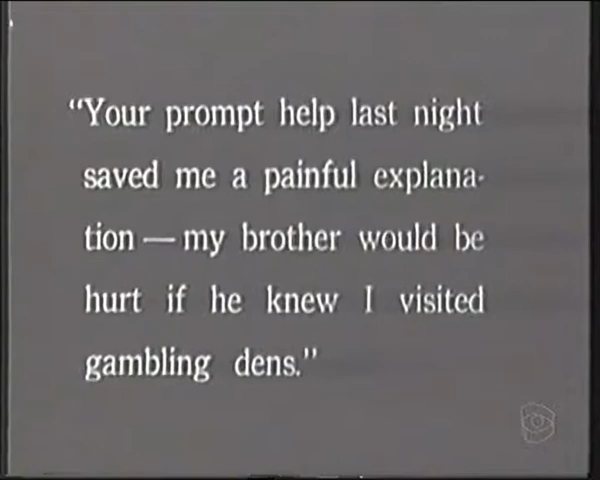 “Your prompt help last night
saved me a painful explana-
tion — my brother would be
hurt if he knew I visited
gambling dens.”